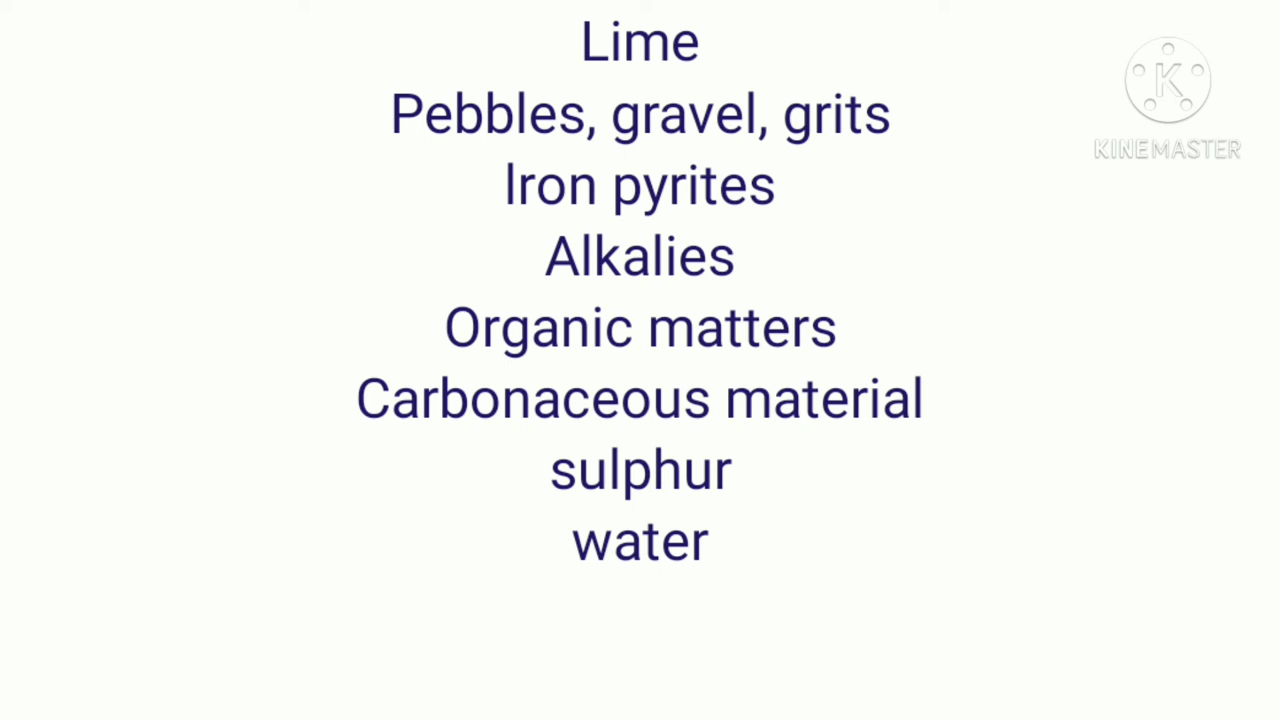 Lime
Pebbles, gravel, grits
Iron pyrites
Alkalies
Organic matters
Carbonaceous material
sulphur
water
K
KINEMASTER